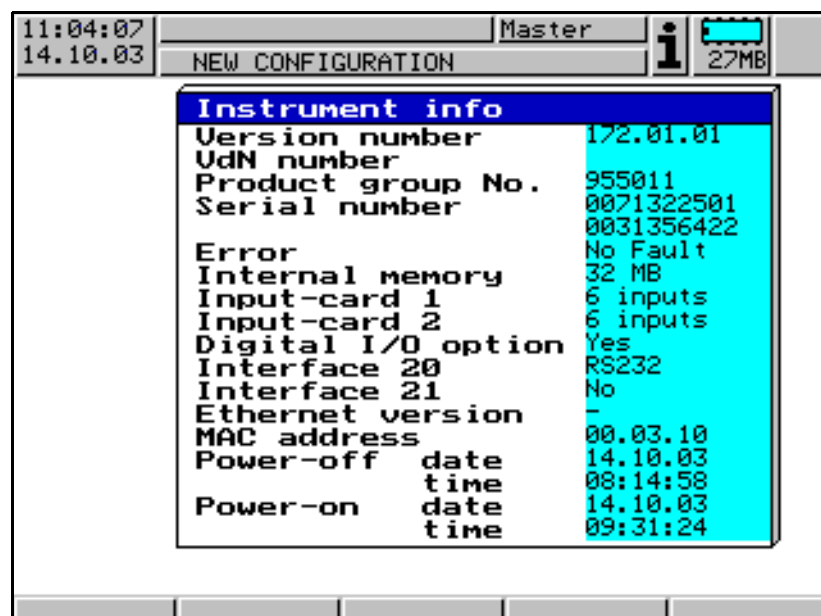 11:04:07 Master
14.10.03 NEW CONFIGURATION i 27MB
Instrument info
Version number 172.01.01
VdN number
Product group No. 955011
Serial number 0071322501
0031356422
Error No Fault
Internal memory 32 MB
Input-card 1 6 inputs
Input-card 2 6 inputs
Digital I/O option Yes
Interface 20 RS232
Interface 21 No
Ethernet version –
MAC address 00.03.10
Power-off date 14.10.03
time 08:14:58
Power-on date 14.10.03
time 09:31:24